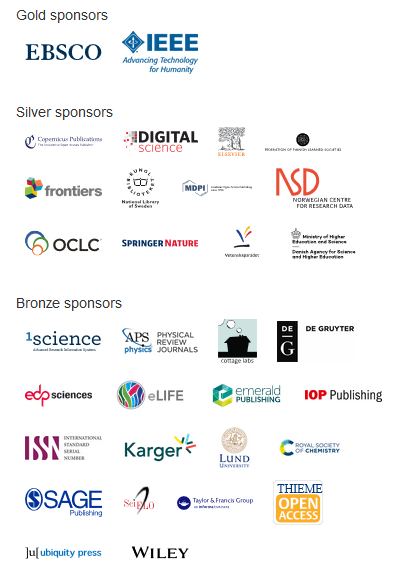 Gold sponsors
EBSCO
IEEE
Advancing Technology
for Humanity
Silver sponsors
Copernicus Publications
The Innovative Open Access Publisher
DIGITAL
science
ELSEVIER
FEDERATION OF FINNISH LEARNED SOCIETIES
frontiers
KUNGL.
BIBLIOTEKET
National Library
of Sweden
MDPI
NSD
NORWEGIAN CENTRE
FOR RESEARCH DATA
OCLC
SPRINGER NATURE
Vetenskapsrådet
Ministry of Higher
Education and Science
Danish Agency for Science
and Higher Education
Bronze sponsors
1science
Advanced Research Information Systems
APS
physics
PHYSICAL
REVIEW
JOURNALS
cottage labs
DE
G
DE GRUYTER
edp sciences
eLIFE
emerald
PUBLISHING
IOP Publishing
ISSN
INTERNATIONAL
STANDARD
SERIAL
NUMBER
Karger
LUND
UNIVERSITY
ROYAL SOCIETY
OF CHEMISTRY
SAGE
Publishing
SciELO
Taylor & Francis Group
an informa business
THIEME
OPEN
ACCESS
]u[ ubiquity press
WILEY